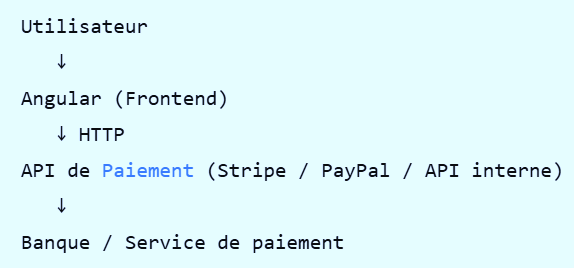 Utilisateur
↓
Angular (Frontend)
↓ HTTP
API de Paiement (Stripe / PayPal / API interne)
↓
Banque / Service de paiement